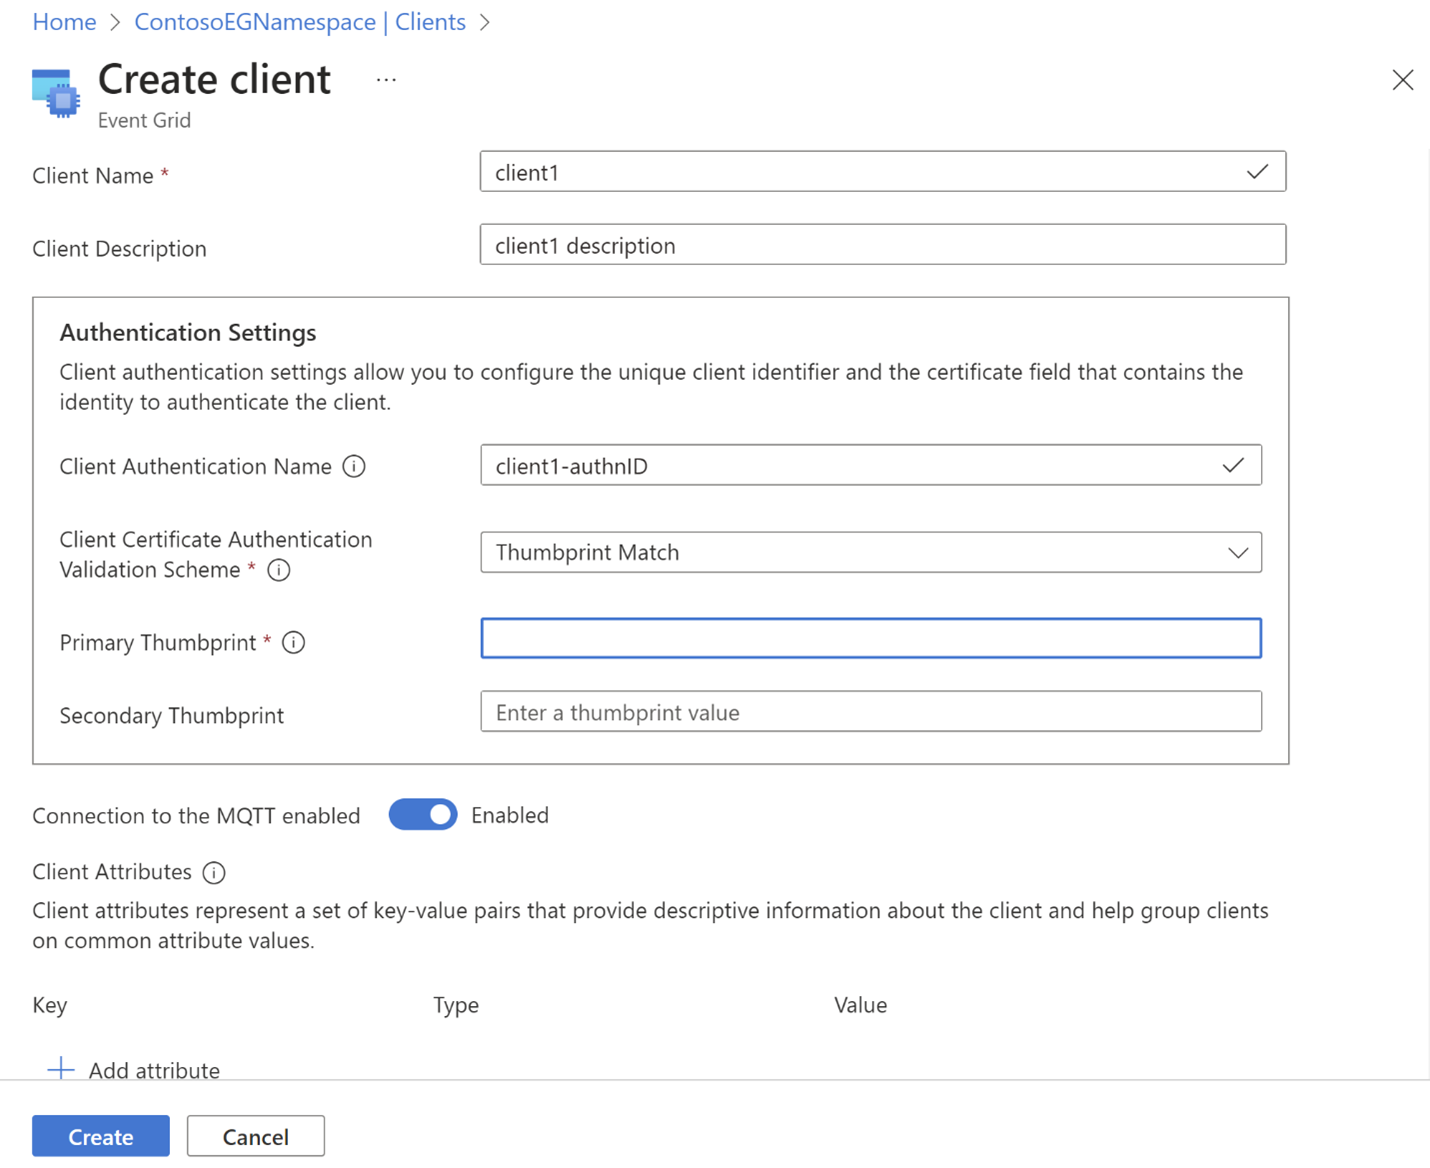 Home > ContosoEGNamespace | Clients >
Create client ...
Event Grid
Client Name * client1
Client Description client1 description
Authentication Settings
Client authentication settings allow you to configure the unique client identifier and the certificate field that contains the
identity to authenticate the client.
Client Authentication Name client1-authnID
Client Certificate Authentication
Validation Scheme * Thumbprint Match
Primary Thumbprint *
Secondary Thumbprint Enter a thumbprint value
Connection to the MQTT enabled Enabled
Client Attributes
Client attributes represent a set of key-value pairs that provide descriptive information about the client and help group clients
on common attribute values.
Key Type Value
+ Add attribute
Create Cancel